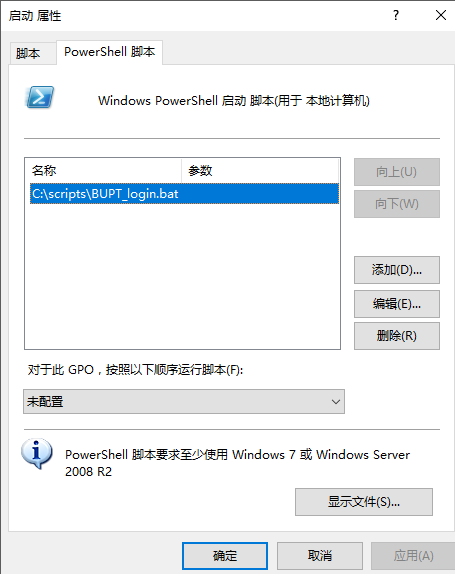 启动 属性
脚本
PowerShell 脚本
Windows PowerShell 启动 脚本(用于 本地计算机)
名称
参数
C:\scripts\BUPT_login.bat
向上(U)
向下(W)
添加(D)...
编辑(E)...
删除(R)
对于此 GPO，按照以下顺序运行脚本(F):
未配置
PowerShell 脚本要求至少使用 Windows 7 或 Windows Server
2008 R2
显示文件(S)...
确定
取消
应用(A)